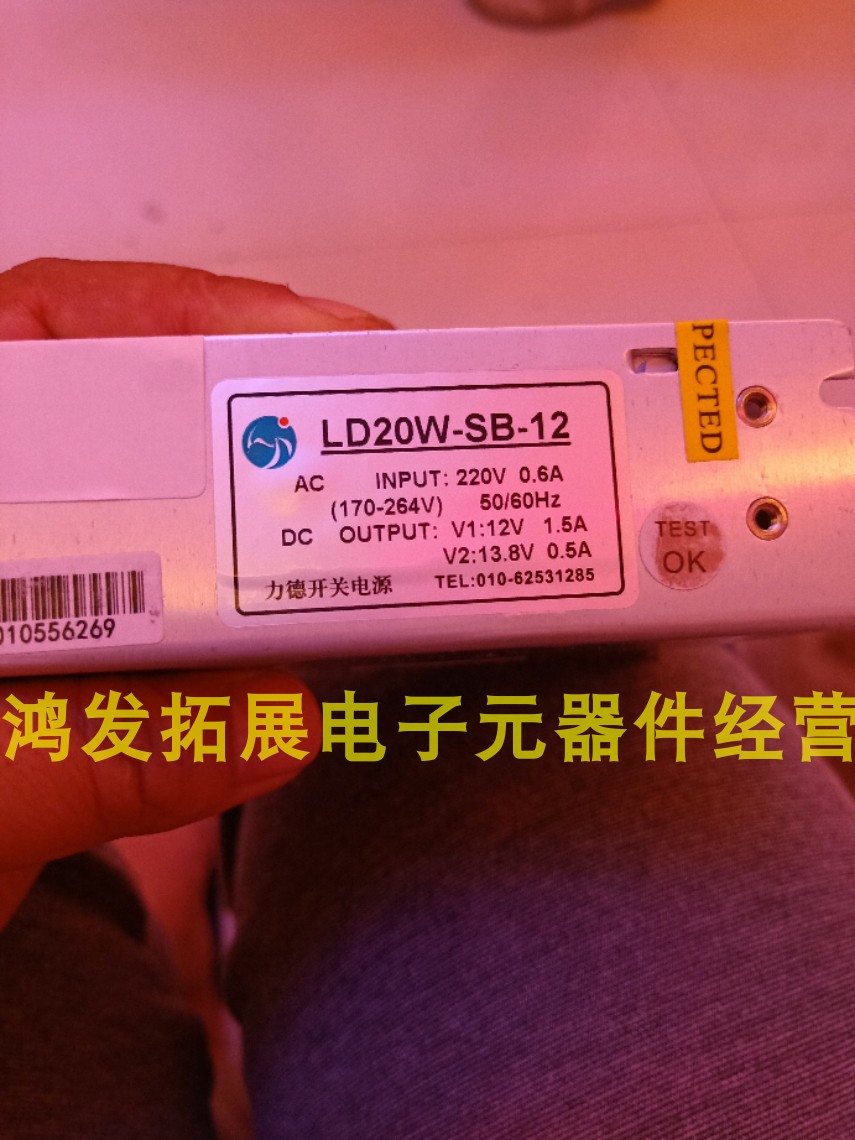 LD20W-SB-12
AC INPUT: 220V 0.6A
(170-264V) 50/60Hz
DC OUTPUT: V1:12V 1.5A
V2:13.8V 0.5A
力德开关电源 TEL:010-62531285
PECTED
TEST
OK
010556269
鸿发拓展电子元器件经营